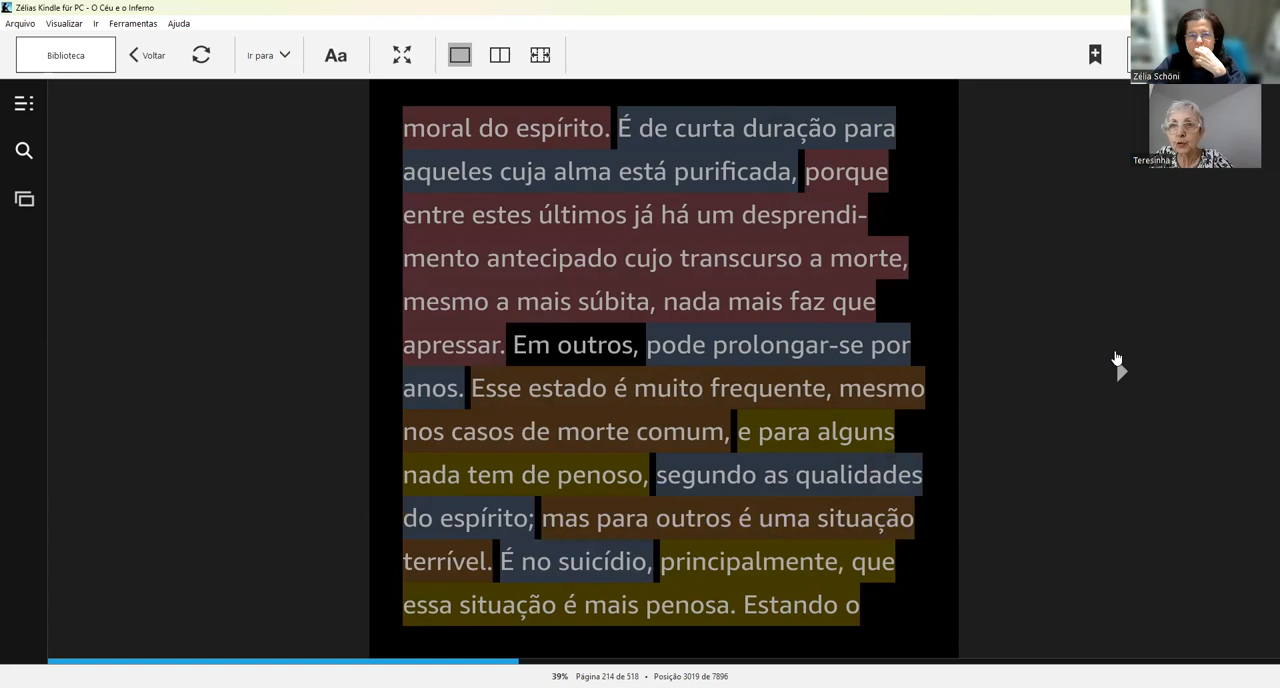 Zélias Kindle für PC - O Céu e o Inferno
Arquivo Visualizar Ir Ferramentas Ajuda
Biblioteca Voltar Ir para Aa
Zélia Schöni
Teresinha
moral do espírito. É de curta duração para
aqueles cuja alma está purificada, porque
entre estes últimos já há um desprendi-
mento antecipado cujo transcurso a morte,
mesmo a mais súbita, nada mais faz que
apressar. Em outros, pode prolongar-se por
anos. Esse estado é muito frequente, mesmo
nos casos de morte comum, e para alguns
nada tem de penoso, segundo as qualidades
do espírito; mas para outros é uma situação
terrível. É no suicídio, principalmente, que
essa situação é mais penosa. Estando o
39% Página 214 de 518 • Posição 3019 de 7896